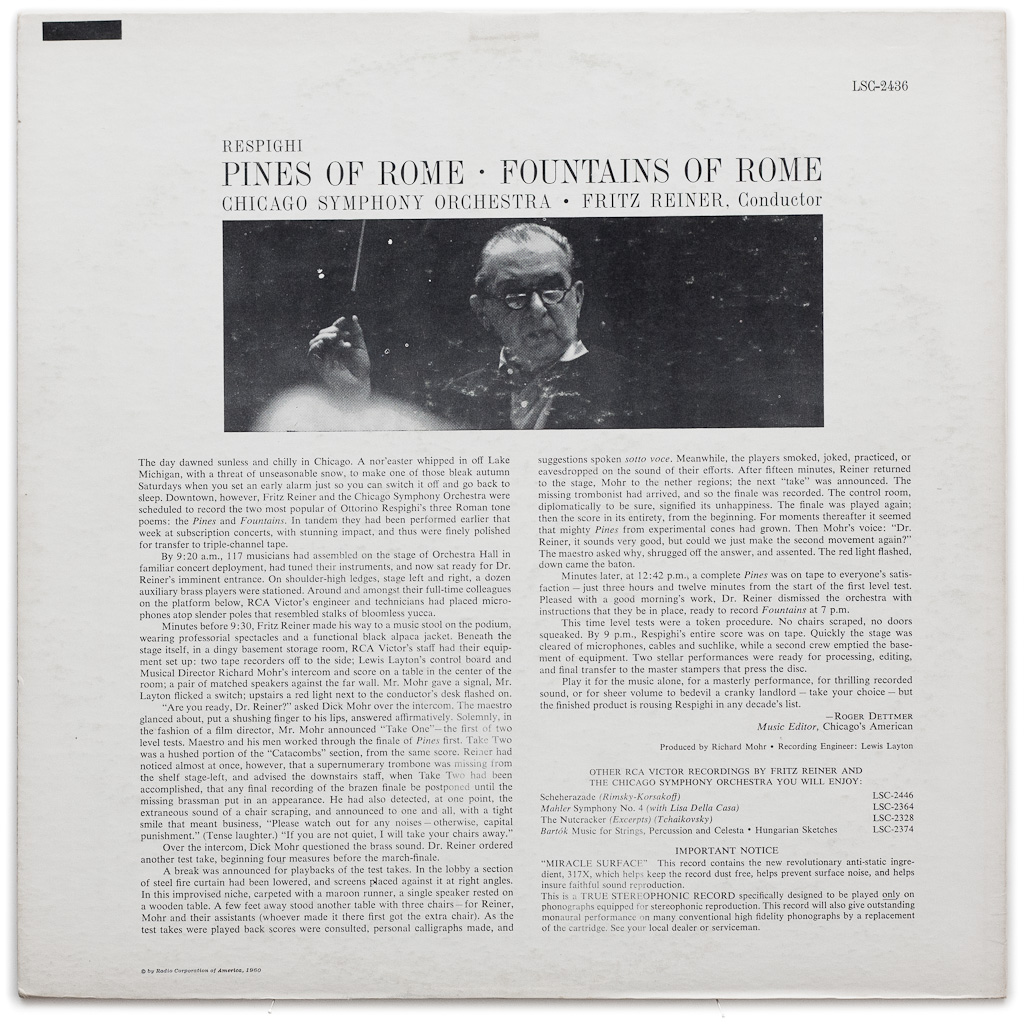 LSC-2436
RESPIGHI
PINES OF ROME · FOUNTAINS OF ROME
CHICAGO SYMPHONY ORCHESTRA • FRITZ REINER, Conductor
The day dawned sunless and chilly in Chicago. A nor'easter whipped in off Lake
Michigan, with a threat of unseasonable snow, to make one of those bleak autumn
Saturdays when you set an early alarm just so you can switch it off and go back to
sleep. Downtown, however, Fritz Reiner and the Chicago Symphony Orchestra were
scheduled to record the two most popular of Ottorino Respighi's three Roman tone
poems: the Pines and Fountains. In tandem they had been performed earlier that
week at subscription concerts, with stunning impact, and thus were finely polished
for transfer to triple-channel tape.
By 9:20 a.m., 117 musicians had assembled on the stage of Orchestra Hall in
familiar concert deployment, had tuned their instruments, and now sat ready for Dr.
Reiner's imminent entrance. On shoulder-high ledges, stage left and right, a dozen
auxiliary brass players were stationed. Around and amongst their full-time colleagues
on the platform below, RCA Victor's engineer and technicians had placed micro-
phones atop slender poles that resembled stalks of bloomless yucca.
Minutes before 9:30, Fritz Reiner made his way to a music stool on the podium,
wearing professorial spectacles and a functional black alpaca jacket. Beneath the
stage itself, in a dingy basement storage room, RCA Victor's staff had their equip-
ment set up: two tape recorders off to the side; Lewis Layton's control board and
Musical Director Richard Mohr's intercom and score on a table in the center of the
room; a pair of matched speakers against the far wall. Mr. Mohr gave a signal, Mr.
Layton flicked a switch; upstairs a red light next to the conductor's desk flashed on.
"Are you ready, Dr. Reiner?" asked Dick Mohr over the intercom. The maestro
glanced about, put a shushing finger to his lips, answered affirmatively. Solemnly, in
the fashion of a film director, Mr. Mohr announced "Take One"—the first of two
level tests. Maestro and his men worked through the finale of Pines first. Take Two
was a hushed portion of the "Catacombs" section, from the same score. Reiner had
noticed almost at once, however, that a supernumerary trombone was missing from
the shelf stage-left, and advised the downstairs staff, when Take Two had been
accomplished, that any final recording of the brazen finale be postponed until the
missing brassman put in an appearance. He had also detected, at one point, the
extraneous sound of a chair scraping, and announced to one and all, with a tight
smile that meant business, "Please watch out for any noises — otherwise, capital
punishment." (Tense laughter.) "If you are not quiet, I will take your chairs away."
Over the intercom, Dick Mohr questioned the brass sound. Dr. Reiner ordered
another test take, beginning four measures before the march-finale.
A break was announced for playbacks of the test takes. In the lobby a section
of steel fire curtain had been lowered, and screens placed against it at right angles.
In this improvised niche, carpeted with a maroon runner, a single speaker rested on
a wooden table. A few feet away stood another table with three chairs — for Reiner,
Mohr and their assistants (whoever made it there first got the extra chair). As the
test takes were played back scores were consulted, personal calligraphs made, and
suggestions spoken sotto voce. Meanwhile, the players smoked, joked, practiced, or
eavesdropped on the sound of their efforts. After fifteen minutes, Reiner returned
to the stage, Mohr to the nether regions; the next "take" was announced. The
missing trombonist had arrived, and so the finale was recorded. The control room,
diplomatically to be sure, signified its unhappiness. The finale was played again;
then the score in its entirety, from the beginning. For moments thereafter it seemed
that mighty Pines from experimental cones had grown. Then Mohr's voice: "Dr.
Reiner, it sounds very good, but could we just make the second movement again?"
The maestro asked why, shrugged off the answer, and assented. The red light flashed,
down came the baton.
Minutes later, at 12:42 p.m., a complete Pines was on tape to everyone's satis-
faction — just three hours and twelve minutes from the start of the first level test.
Pleased with a good morning's work, Dr. Reiner dismissed the orchestra with
instructions that they be in place, ready to record Fountains at 7 p.m.
This time level tests were a token procedure. No chairs scraped, no doors
squeaked. By 9 p.m., Respighi's entire score was on tape. Quickly the stage was
cleared of microphones, cables and suchlike, while a second crew emptied the base-
ment of equipment. Two stellar performances were ready for processing, editing,
and final transfer to the master stampers that press the disc.
Play it for the music alone, for a masterly performance, for thrilling recorded
sound, or for sheer volume to bedevil a cranky landlord — take your choice — but
the finished product is rousing Respighi in any decade's list.
—ROGER DETTMER
Music Editor, Chicago's American
Produced by Richard Mohr • Recording Engineer: Lewis Layton
OTHER RCA VICTOR RECORDINGS BY FRITZ REINER AND
THE CHICAGO SYMPHONY ORCHESTRA YOU WILL ENJOY:
Scheherazade (Rimsky-Korsakoff) LSC-2446
Mahler Symphony No. 4 (with Lisa Della Casa) LSC-2364
The Nutcracker (Excerpts) (Tchaikovsky) LSC-2328
Bartók Music for Strings, Percussion and Celesta • Hungarian Sketches LSC-2374
IMPORTANT NOTICE
"MIRACLE SURFACE" This record contains the new revolutionary anti-static ingre-
dient, 317X, which helps keep the record dust free, helps prevent surface noise, and helps
insure faithful sound reproduction.
This is a TRUE STEREOPHONIC RECORD specifically designed to be played only on
phonographs equipped for stereophonic reproduction. This record will also give outstanding
monaural performance on many conventional high fidelity phonographs by a replacement
of the cartridge. See your local dealer or serviceman.
© by Radio Corporation of America, 1960